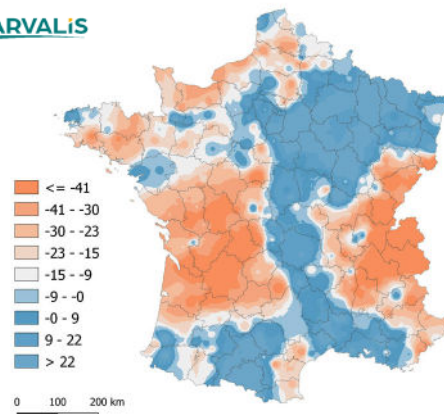 ARVALIS
<= -41
-41 - -30
-30 - -23
-23 - -15
-15 - -9
-9 - -0
-0 - 9
9 - 22
> 22
0 100 200 km